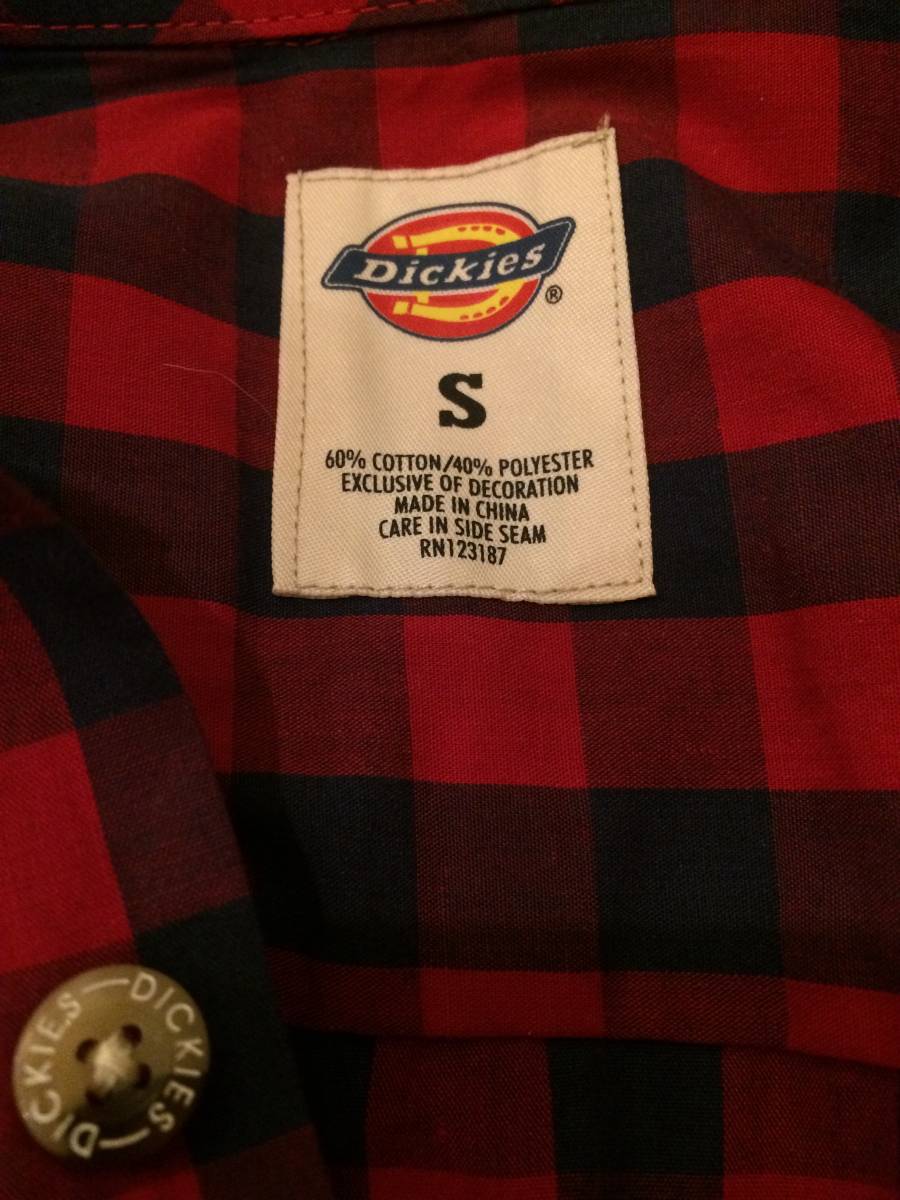 Dickies
®
S
60% COTTON/40% POLYESTER
EXCLUSIVE OF DECORATION
MADE IN CHINA
CARE IN SIDE SEAM
RN123187
DICKIES—DICKIES—